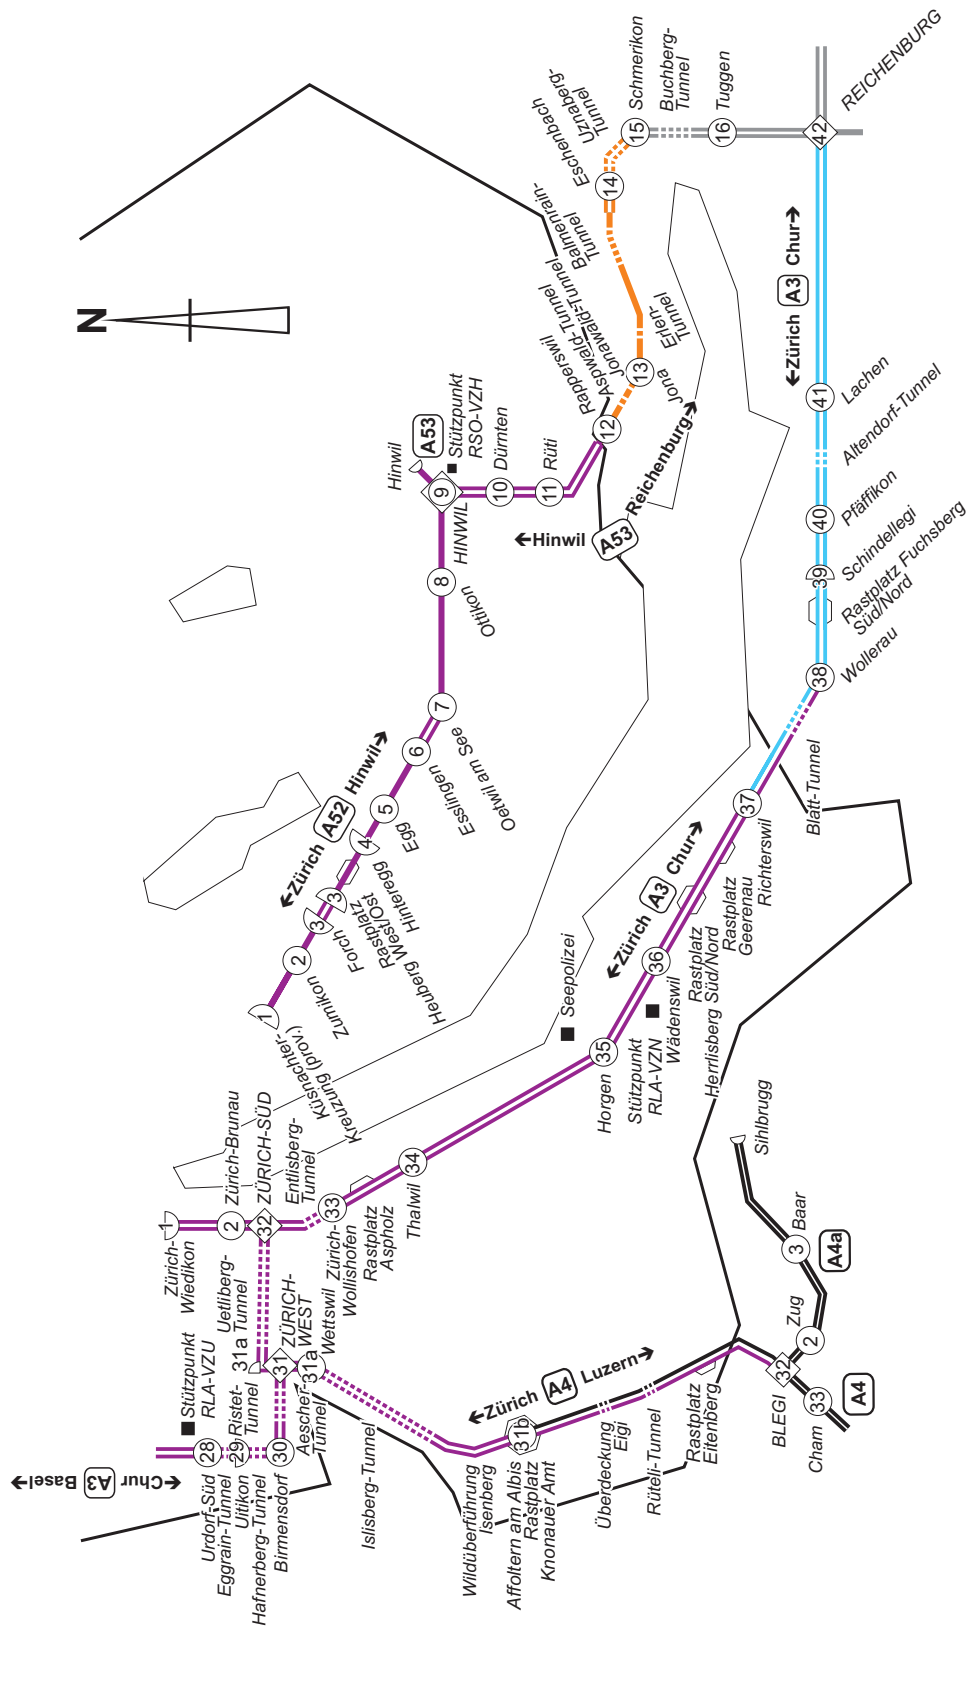 N
REICHENBURG
42
16
Tuggen
Buchberg-
Tunnel
15
Schmerikon
Uznaberg-
Tunnel
14
Eschenbach
Balmenrain-
Tunnel
Erlen-
Tunnel
13
Jona
Jonawald-Tunnel
Aspwald-Tunnel
12
Rapperswil
11
Rüti
10
Dürnten
Stützpunkt
RSO-VZH
A53
Hinwil
9
HINWIL
←Hinwil
A53
Reichenburg→
8
Ottikon
7
Oetwil am See
6
Esslingen
5
Egg
4
Hinteregg
Rastplatz
Heuberg West/Ost
3
3
Forch
2
Zumikon
1
Küsnachter-
Kreuzung (prov.)
←Zürich
A52
Hinwil→
←Zürich
A3
Chur→
41
Lachen
Altendorf-Tunnel
40
Pfäffikon
39
Schindellegi
Rastplatz Fuchsberg
Süd/Nord
38
Wollerau
Blatt-Tunnel
37
Richterswil
Rastplatz
Geerenau
Rastplatz
Herrlisberg Süd/Nord
←Zürich
A3
Chur→
36
Wädenswil
Stützpunkt
RLA-VZN
Seepolizei
35
Horgen
34
Thalwil
Rastplatz
Aspholz
33
Zürich-
Wollishofen
Entlisberg-
Tunnel
32
ZÜRICH-SÜD
2
Zürich-Brunau
1
Zürich-
Wiedikon
Uetliberg-
Tunnel
31a
31
ZÜRICH-
WEST
31a
Wettswil
Aescher-
Tunnel
Ristet-
Tunnel
Stützpunkt
RLA-VZU
28
Urdorf-Süd
Eggrain-Tunnel
29
Uitikon
Hafnerberg-Tunnel
30
Birmensdorf
←Chur
A3
Basel→
Islisberg-Tunnel
Wildüberführung
Isenberg
31b
Affoltern am Albis
Rastplatz
Knonauer Amt
←Zürich
A4
Luzern→
Überdeckung
Eigi
Rüteli-Tunnel
Rastplatz
Eitenberg
32
BLEGI
33
Cham
A4
2
Zug
3
Baar
A4a
Sihlbrugg